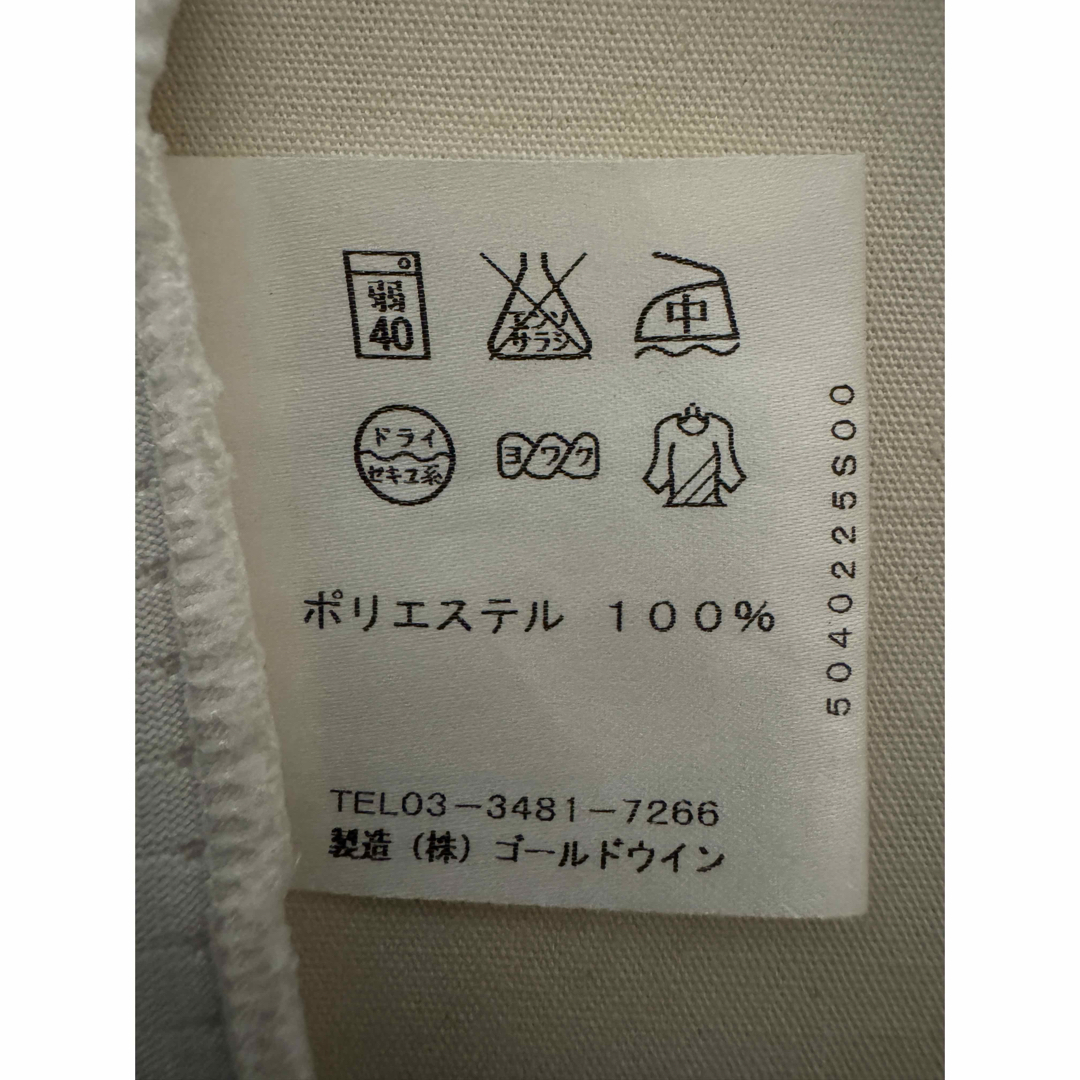 弱
40
エンソ
サラシ
中
ドライ
セキユ系
ヨワク
ポリエステル 100%
5040225S00
TEL03-3481-7266
製造(株)ゴールドウイン